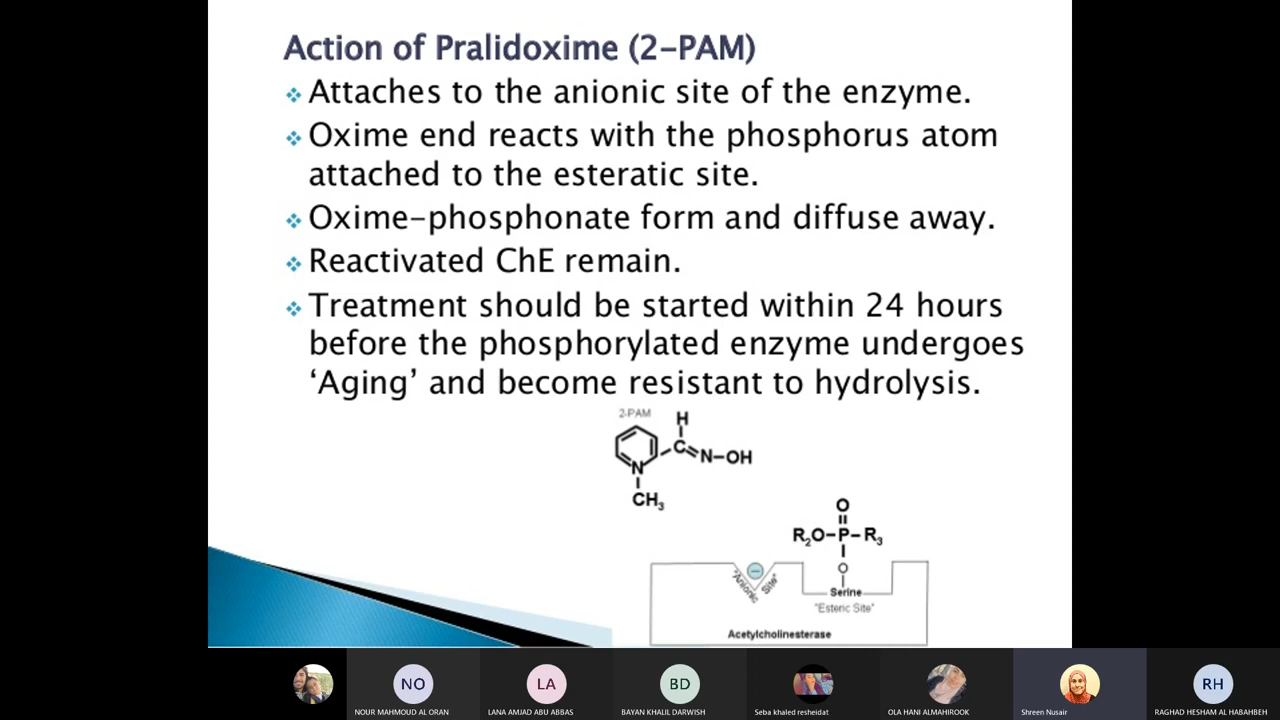 Action of Pralidoxime (2-PAM)
Attaches to the anionic site of the enzyme.
Oxime end reacts with the phosphorus atom
attached to the esteratic site.
Oxime-phosphonate form and diffuse away.
Reactivated ChE remain.
Treatment should be started within 24 hours
before the phosphorylated enzyme undergoes
‘Aging’ and become resistant to hydrolysis.
2-PAM
H
C
N-OH
N
CH3
O
R2O-P-R3
O
"Anionic Site"
Serine
"Esteric Site"
Acetylcholinesterase
NO
LA
BD
RH
NOUR MAHMOUD AL ORAN
LANA AMJAD ABU ABBAS
BAYAN KHALIL DARWISH
Seba khaled resheidat
OLA HANI ALMAHIROOK
Shreen Nusair
RAGHAD HESHAM AL HABAHBEH